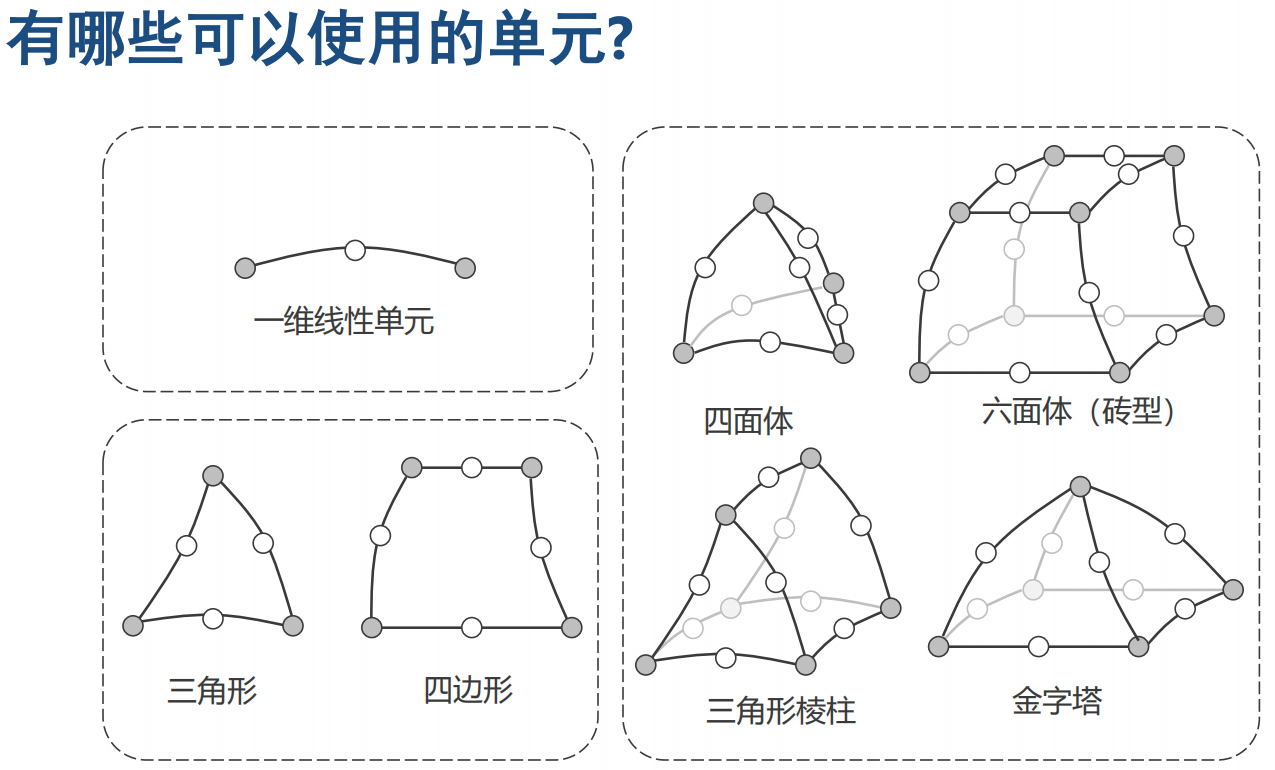 有哪些可以使用的单元?
一维线性单元
三角形
四边形
四面体
六面体（砖型）
三角形棱柱
金字塔